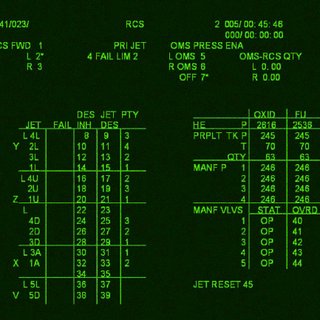 41/023/ RCS 2 005/ 00: 45: 46
000/ 00: 00: 00
CS FWD 1 PRI JET OMS PRESS ENA
L 2* 4 FAIL LIM 2 L OMS 5 OMS-RCS QTY
R 3 R OMS 6 L 0. 00
OFF 7* R 0. 00
DES JET PTY OXID FU
JET FAIL INH DES HE P 2616 2538
L 4L 8 9 3 PRPLT TK P 245 245
Y 2L 10 11 4 T 70 70
3L 12 13 2 QTY 63 63
1L 14 15 1 MANF P 1 246 246
L 4U 16 17 2 2 246 246
2U 18 19 3 3 246 246
Z 1U 20 21 1 4 246 246
L 22 23 MANF VLVS STAT OVRD
4D 24 25 3 1 OP 40
2D 26 27 2 2 OP 41
3D 28 29 1 3 OP 42
L 3A 30 31 1 4 OP 43
X 1A 32 33 2 5 OP 44
34 35
L 5L 36 37 JET RESET 45
V 5D 38 39